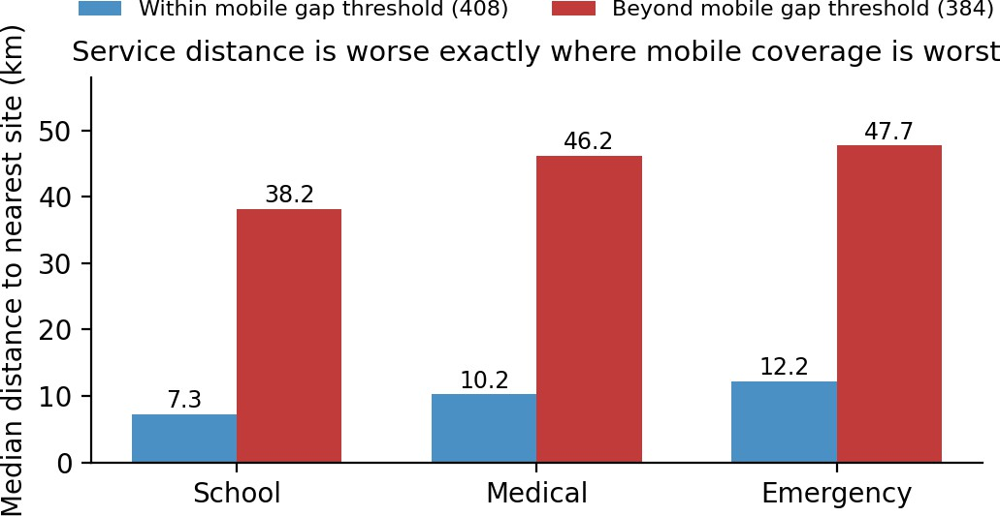 Within mobile gap threshold (408)
Beyond mobile gap threshold (384)
Service distance is worse exactly where mobile coverage is worst
Median distance to nearest site (km)
50
40
30
20
10
0
7.3
38.2
10.2
46.2
12.2
47.7
School
Medical
Emergency